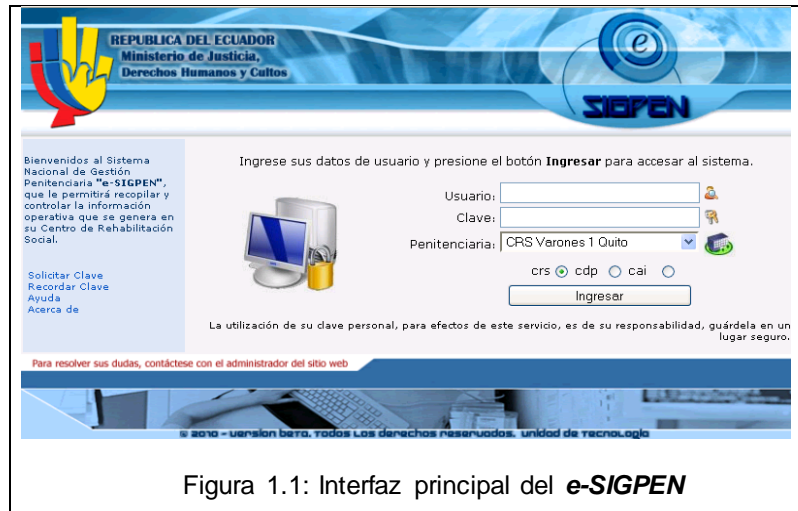 REPUBLICA DEL ECUADOR
Ministerio de Justicia,
Derechos Humanos y Cultos
e
SIGPEN
Bienvenidos al Sistema
Nacional de Gestión
Penitenciaria "e-SIGPEN",
que le permitirá recopilar y
controlar la información
operativa que se genera en
su Centro de Rehabilitación
Social.
Solicitar Clave
Recordar Clave
Ayuda
Acerca de
Ingrese sus datos de usuario y presione el botón Ingresar para accesar al sistema.
Usuario:
Clave:
Penitenciaria: CRS Varones 1 Quito
crs cdp cai
Ingresar
La utilización de su clave personal, para efectos de este servicio, es de su responsabilidad, guárdela en un
lugar seguro.
Para resolver sus dudas, contáctese con el administrador del sitio web
© 2010 - version beta. Todos Los derechos reservados. unidad de TecnoLogía
Figura 1.1: Interfaz principal del e-SIGPEN